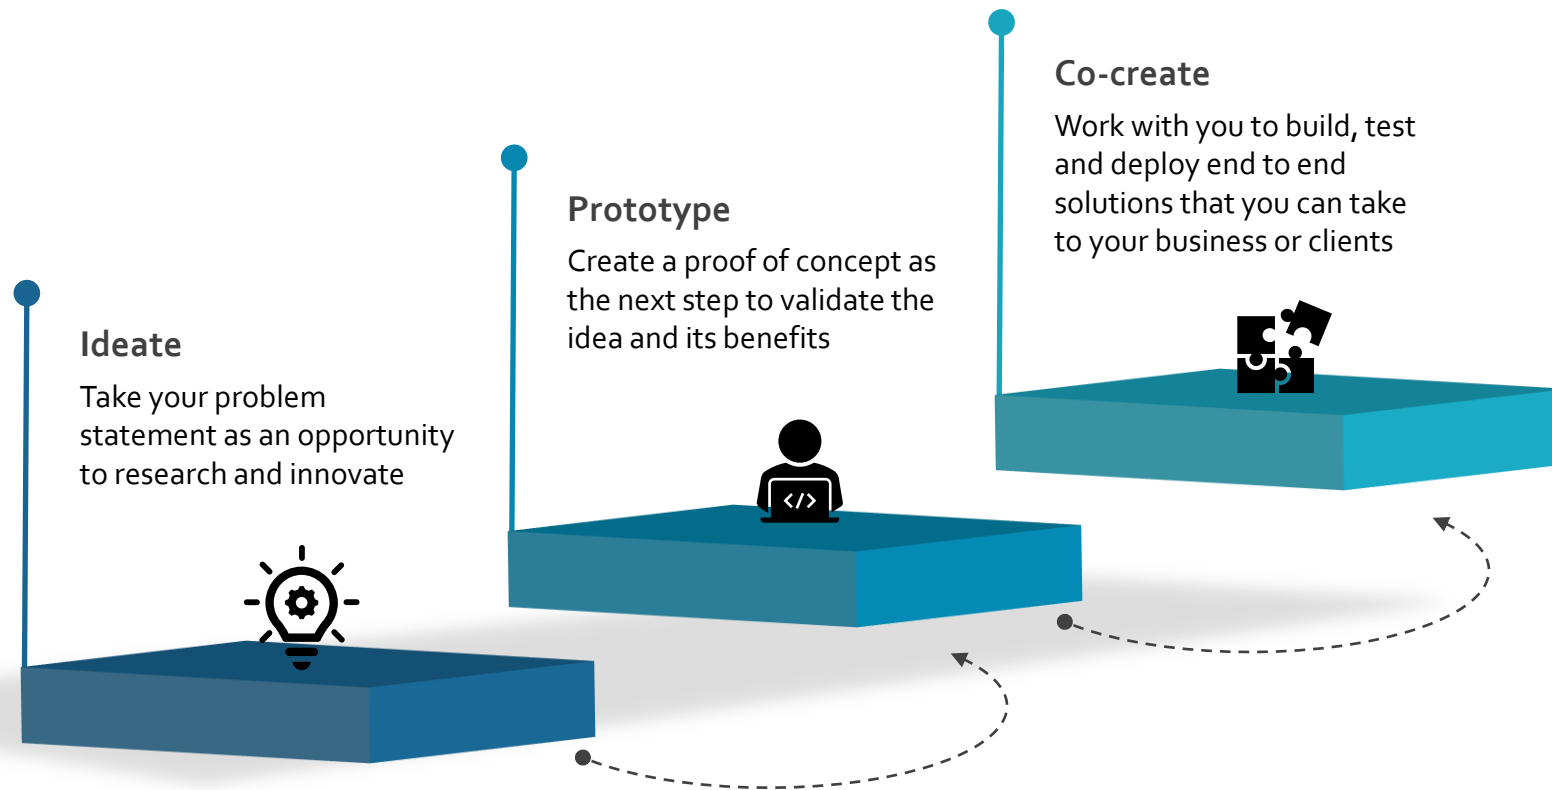 Co-create
Work with you to build, test
and deploy end to end
solutions that you can take
to your business or clients
Prototype
Create a proof of concept as
the next step to validate the
idea and its benefits
Ideate
Take your problem
statement as an opportunity
to research and innovate
</>